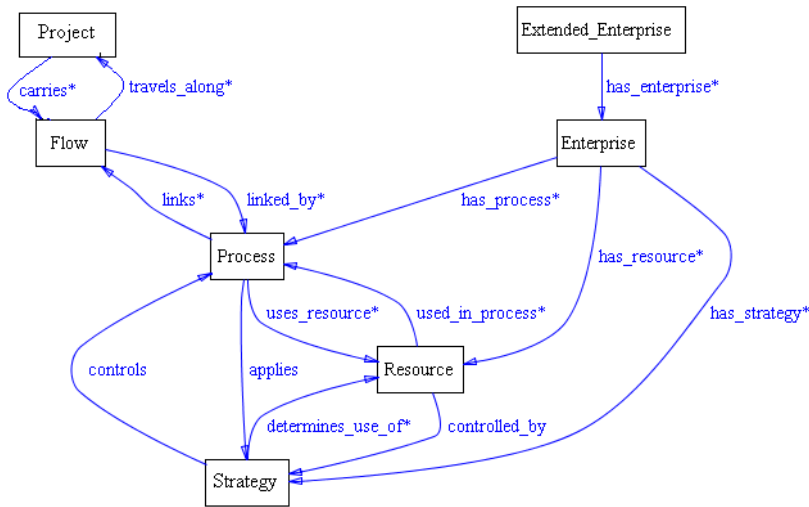 Project
Extended_Enterprise
carries*
travels_along*
has_enterprise*
Flow
Enterprise
links*
linked_by*
has_process*
Process
has_resource*
uses_resource*
used_in_process*
has_strategy*
controls
applies
Resource
determines_use_of*
controlled_by
Strategy